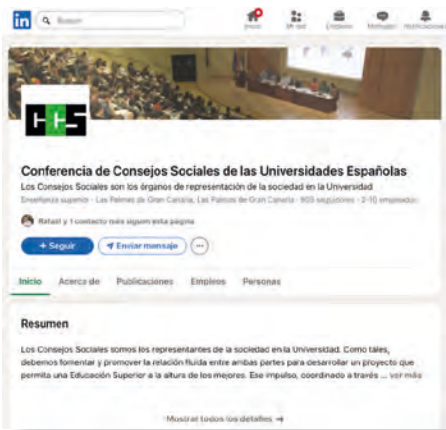 in
Buscar
Inicio Mi red Empleos Mensajes Notificaciones
CCS
Conferencia de Consejos Sociales de las Universidades Españolas
Los Consejos Sociales son los órganos de representación de la sociedad en la Universidad
Enseñanza superior · Las Palmas de Gran Canaria, Las Palmas de Gran Canaria · seguidores · 2-10 empleados
Rafael y 1 contacto más siguen esta página
+ Seguir Enviar mensaje
Inicio Acerca de Publicaciones Empleos Personas
Resumen
Los Consejos Sociales somos los representantes de la sociedad en la Universidad. Como tales,
debemos fomentar y promover la relación fluida entre ambas partes para desarrollar un proyecto que
permita una Educación Superior a la altura de los mejores. Ese impulso, coordinado a través ... ver más
Mostrar todos los detalles →